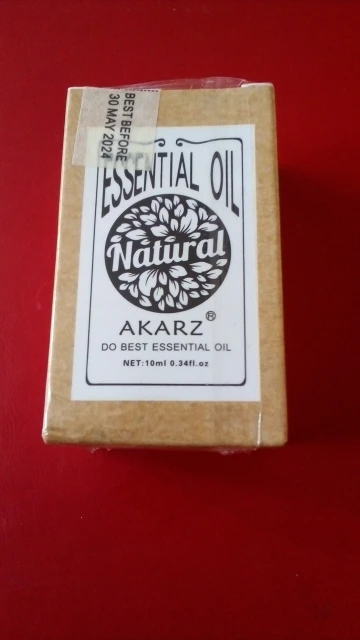 BEST BEFORE
30 MAY 2024
ESSENTIAL OIL
Natural
AKARZ®
DO BEST ESSENTIAL OIL
NET:10ml 0.34fl.oz